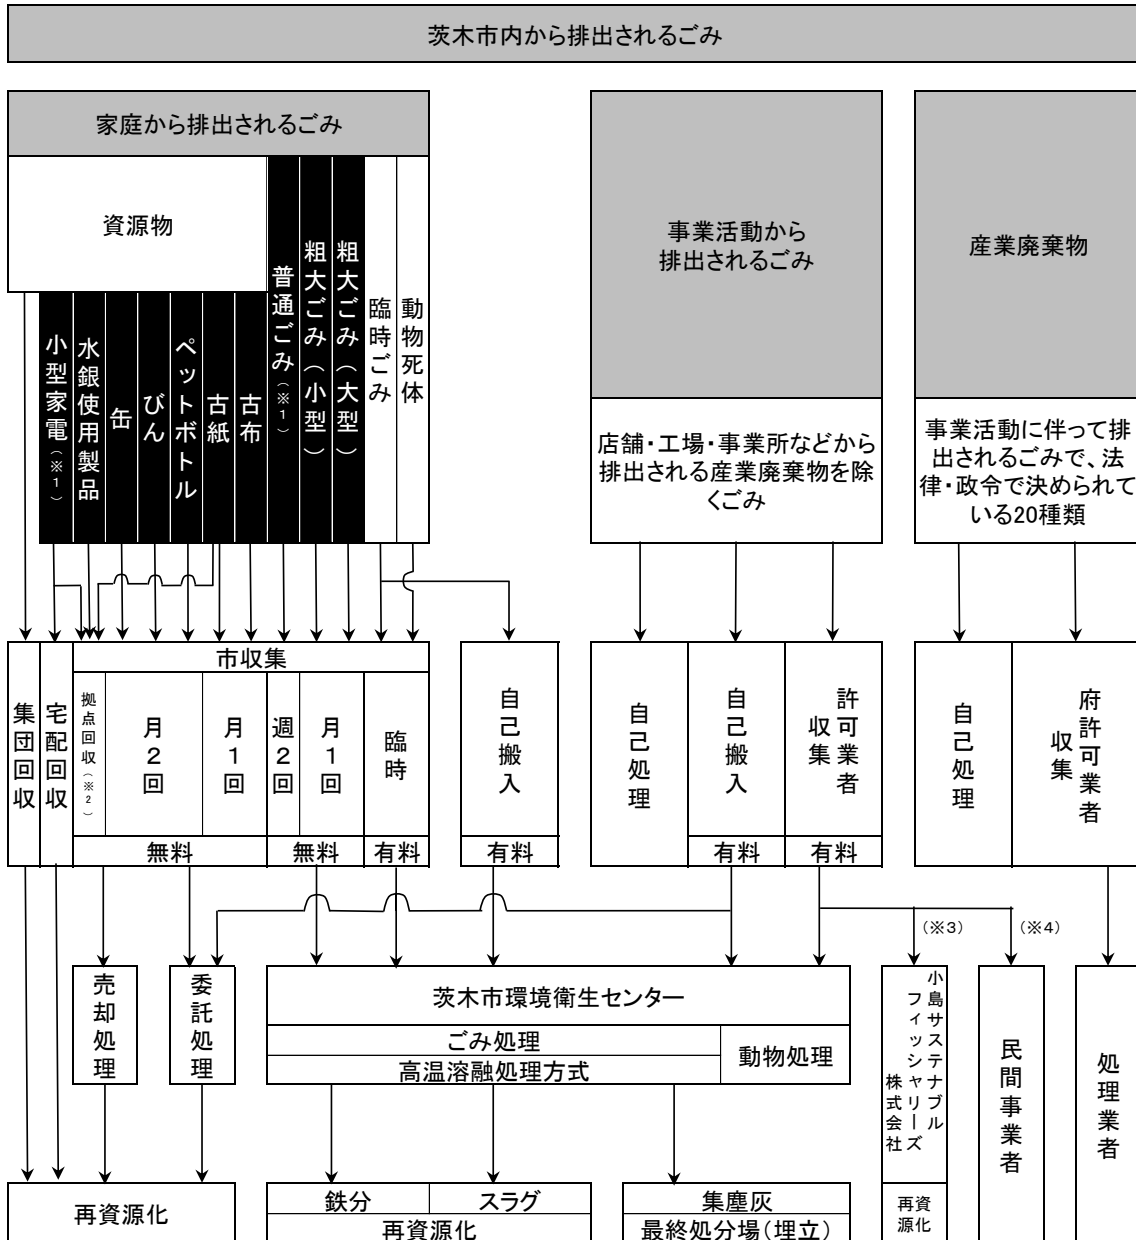 茨木市内から排出されるごみ
家庭から排出されるごみ
資源物
小型家電(※1)
水銀使用製品
缶
びん
ペットボトル
古紙
古布
普通ごみ(※1)
粗大ごみ(小型)
粗大ごみ(大型)
臨時ごみ
動物死体
事業活動から
排出されるごみ
店舗・工場・事業所などから
排出される産業廃棄物を除
くごみ
産業廃棄物
事業活動に伴って排
出されるごみで、法
律・政令で決められて
いる20種類
集団回収
宅配回収
市収集
拠点回収(※2)
月2回
月1回
週2回
月1回
臨時
無料
無料
有料
自己搬入
有料
自己処理
自己搬入
有料
許可業者
収集
有料
自己処理
府許可業者
収集
(※3)
(※4)
売却処理
委託処理
茨木市環境衛生センター
ごみ処理
高温溶融処理方式
動物処理
小島サステナブル
フィッシャリーズ
株式会社
再資
源化
民間事業者
処理業者
再資源化
鉄分
スラグ
再資源化
集塵灰
最終処分場(埋立)